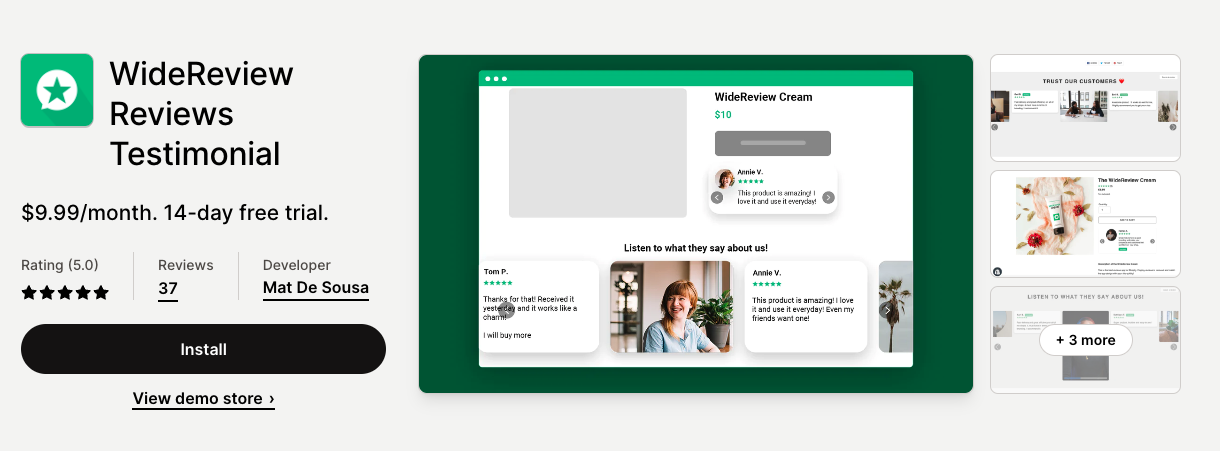 WideReview
Reviews
Testimonial
$9.99/month. 14-day free trial.
Rating (5.0)
Reviews
37
Developer
Mat De Sousa
Install
View demo store ›
WideReview Cream
$10
Annie V.
This product is amazing! I
love it and use it everyday!
Listen to what they say about us!
Tom P.
Thanks for that! Received it
yesterday and it works like a
charm!
I will buy more
Annie V.
This product is amazing! I love
it and use it everyday! Even my
friends want one!
TRUST OUR CUSTOMERS ❤
The WideReview Cream
LISTEN TO WHAT THEY SAY ABOUT US!
+ 3 more